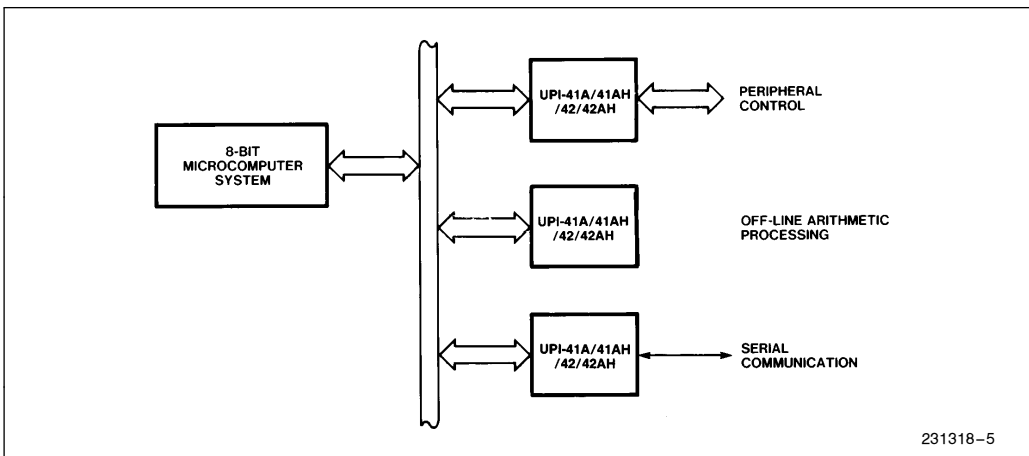 UPI-41A/41AH
/42/42AH
PERIPHERAL
CONTROL
8-BIT
MICROCOMPUTER
SYSTEM
UPI-41A/41AH
/42/42AH
OFF-LINE ARITHMETIC
PROCESSING
UPI-41A/41AH
/42/42AH
SERIAL
COMMUNICATION
231318–5